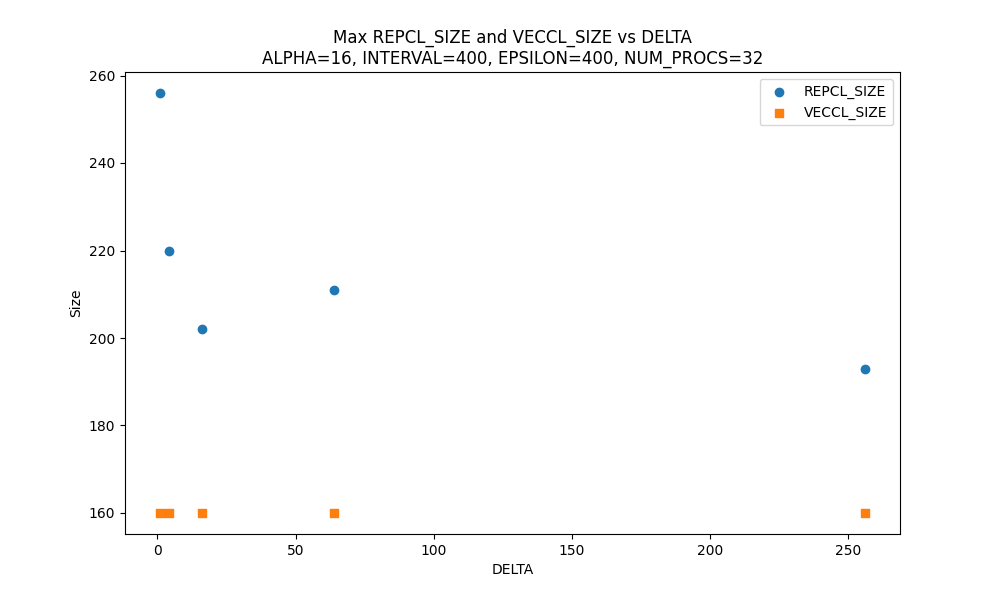 Max REPCL_SIZE and VECCL_SIZE vs DELTA
ALPHA=16, INTERVAL=400, EPSILON=400, NUM_PROCS=32
REPCL_SIZE
VECCL_SIZE
Size
260
240
220
200
180
160
0
50
100
150
200
250
DELTA